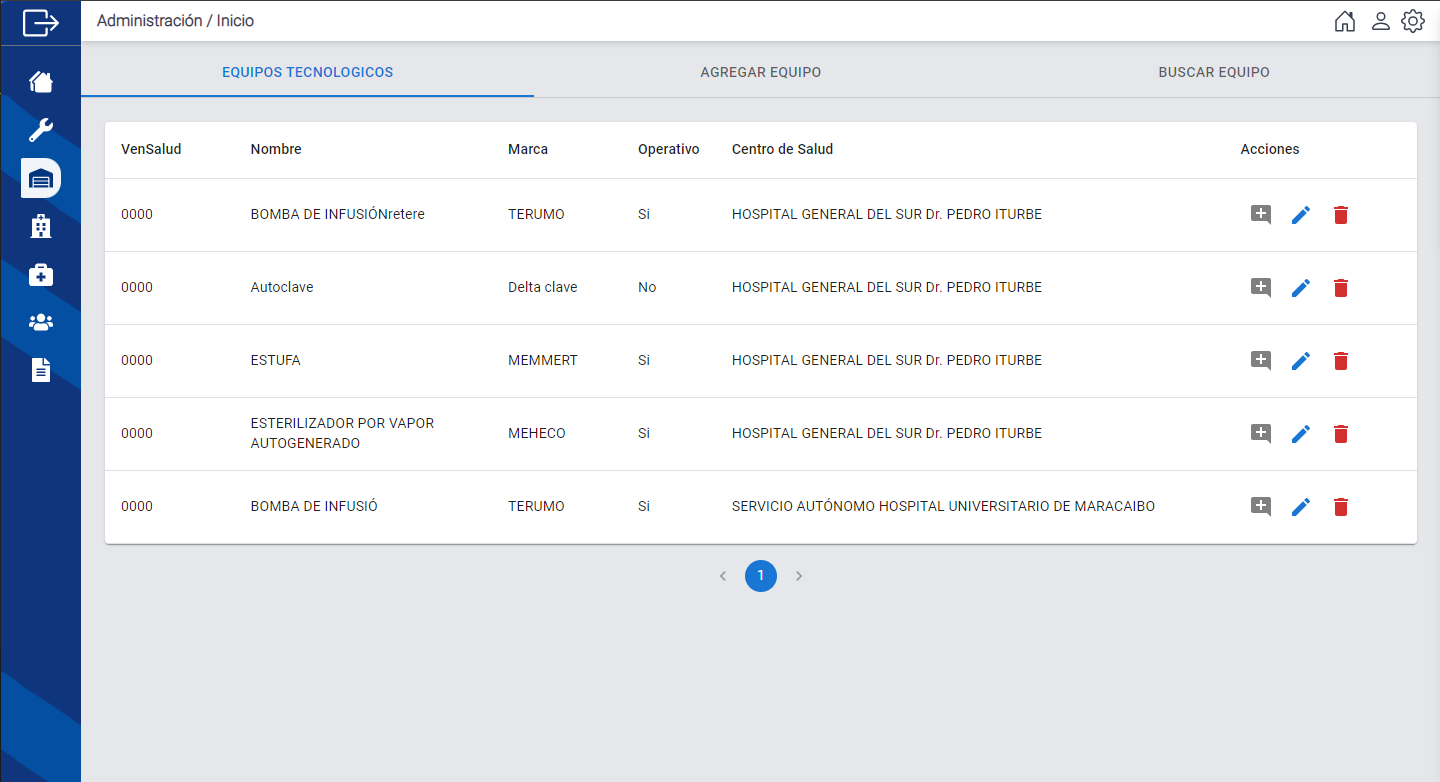 Administración / Inicio
EQUIPOS TECNOLOGICOS AGREGAR EQUIPO BUSCAR EQUIPO
VenSalud Nombre Marca Operativo Centro de Salud Acciones
0000 BOMBA DE INFUSIÓNretere TERUMO Si HOSPITAL GENERAL DEL SUR Dr. PEDRO ITURBE
0000 Autoclave Delta clave No HOSPITAL GENERAL DEL SUR Dr. PEDRO ITURBE
0000 ESTUFA MEMMERT Si HOSPITAL GENERAL DEL SUR Dr. PEDRO ITURBE
0000 ESTERILIZADOR POR VAPOR
AUTOGENERADO MEHECO Si HOSPITAL GENERAL DEL SUR Dr. PEDRO ITURBE
0000 BOMBA DE INFUSIÓ TERUMO Si SERVICIO AUTÓNOMO HOSPITAL UNIVERSITARIO DE MARACAIBO
1